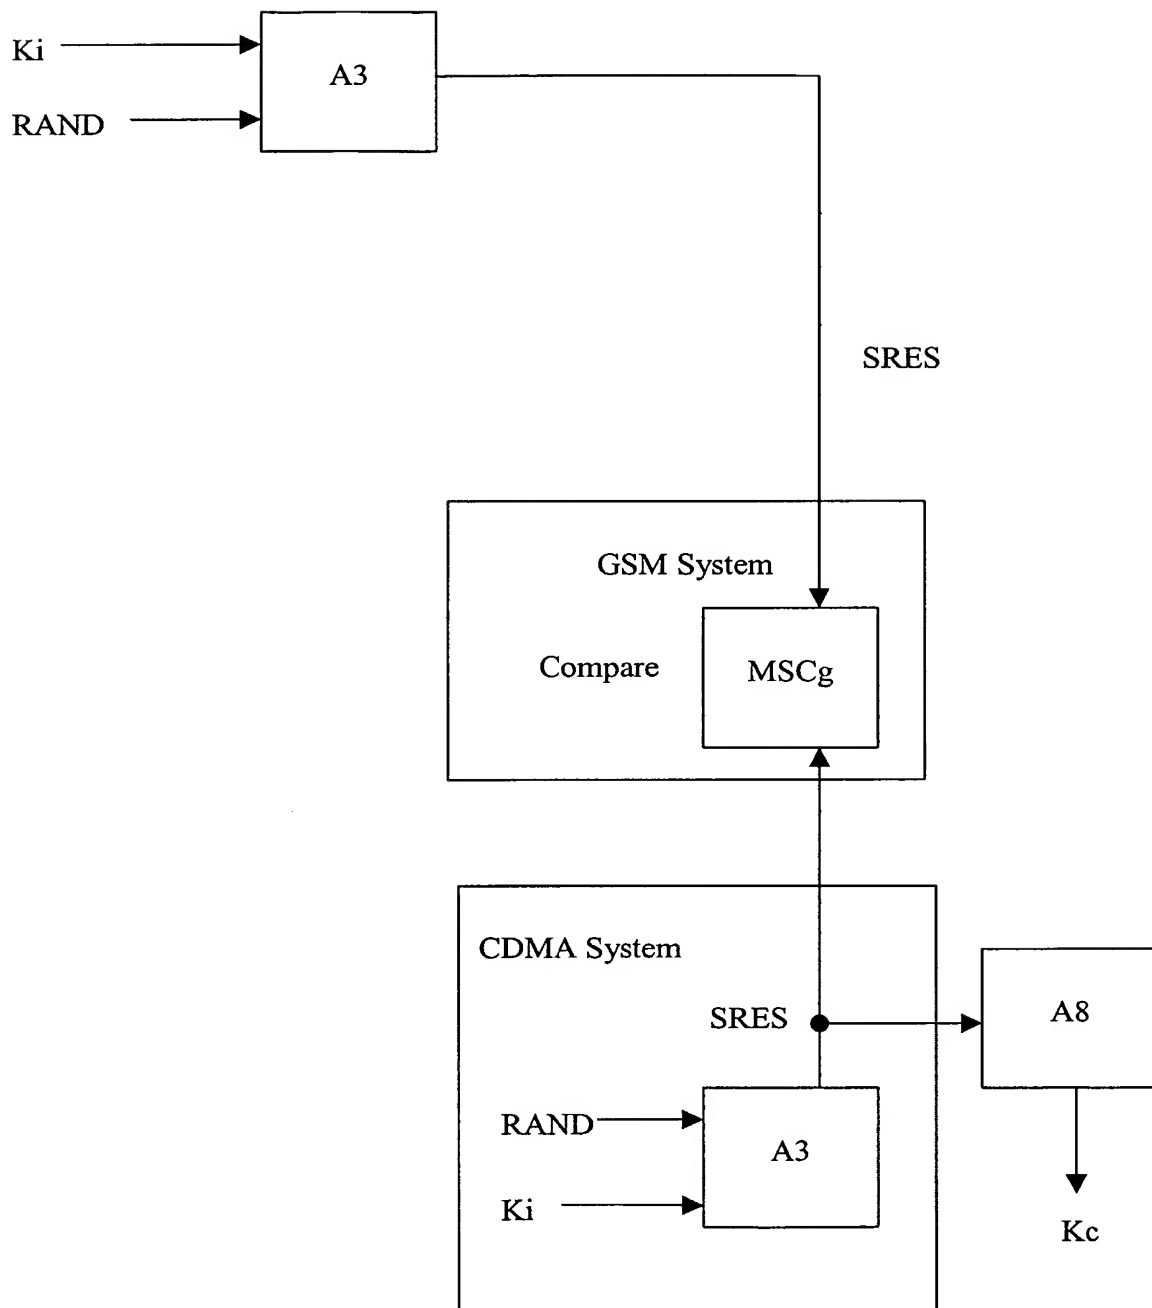 Ki
A3
RAND
SRES
GSM System
Compare
MSCg
CDMA System
SRES
A8
RAND
A3
Ki
Kc